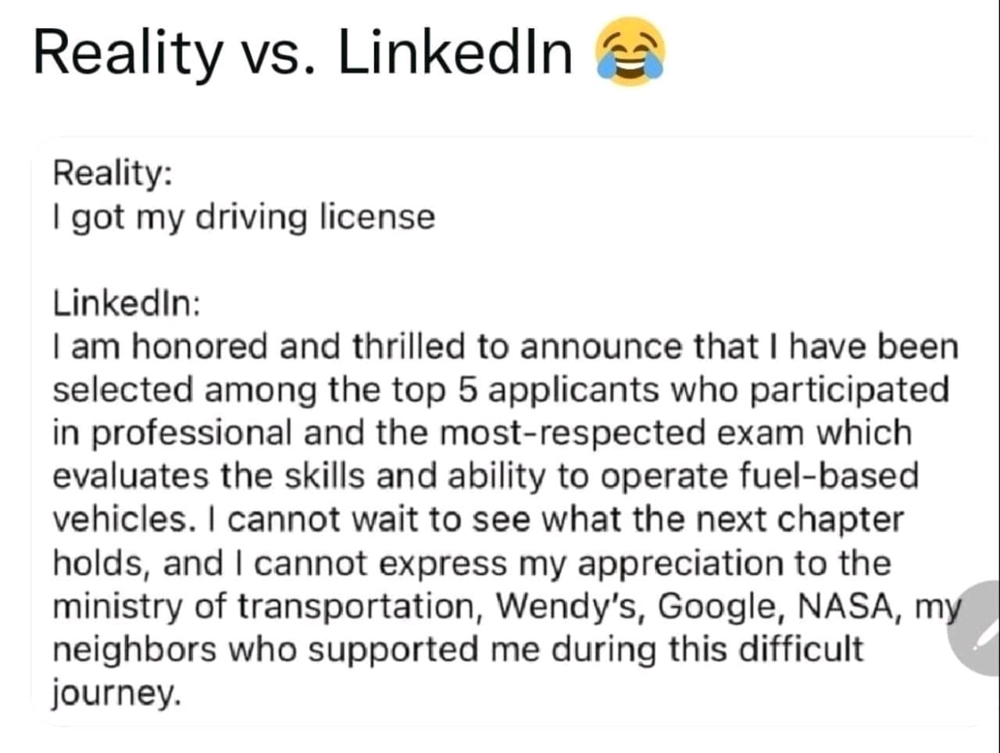 Reality vs. LinkedIn 😂
Reality:
I got my driving license
LinkedIn:
I am honored and thrilled to announce that I have been
selected among the top 5 applicants who participated
in professional and the most-respected exam which
evaluates the skills and ability to operate fuel-based
vehicles. I cannot wait to see what the next chapter
holds, and I cannot express my appreciation to the
ministry of transportation, Wendy's, Google, NASA, my
neighbors who supported me during this difficult
journey.